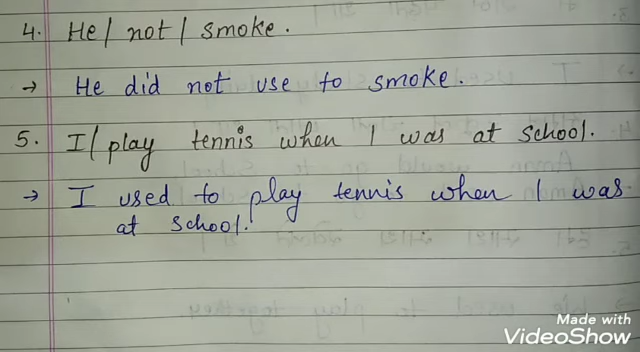 4. He / not / smoke.
→ He did not use to smoke.
5. I / play tennis when I was at school.
→ I used to play tennis when I was
at school.
Made with
VideoShow